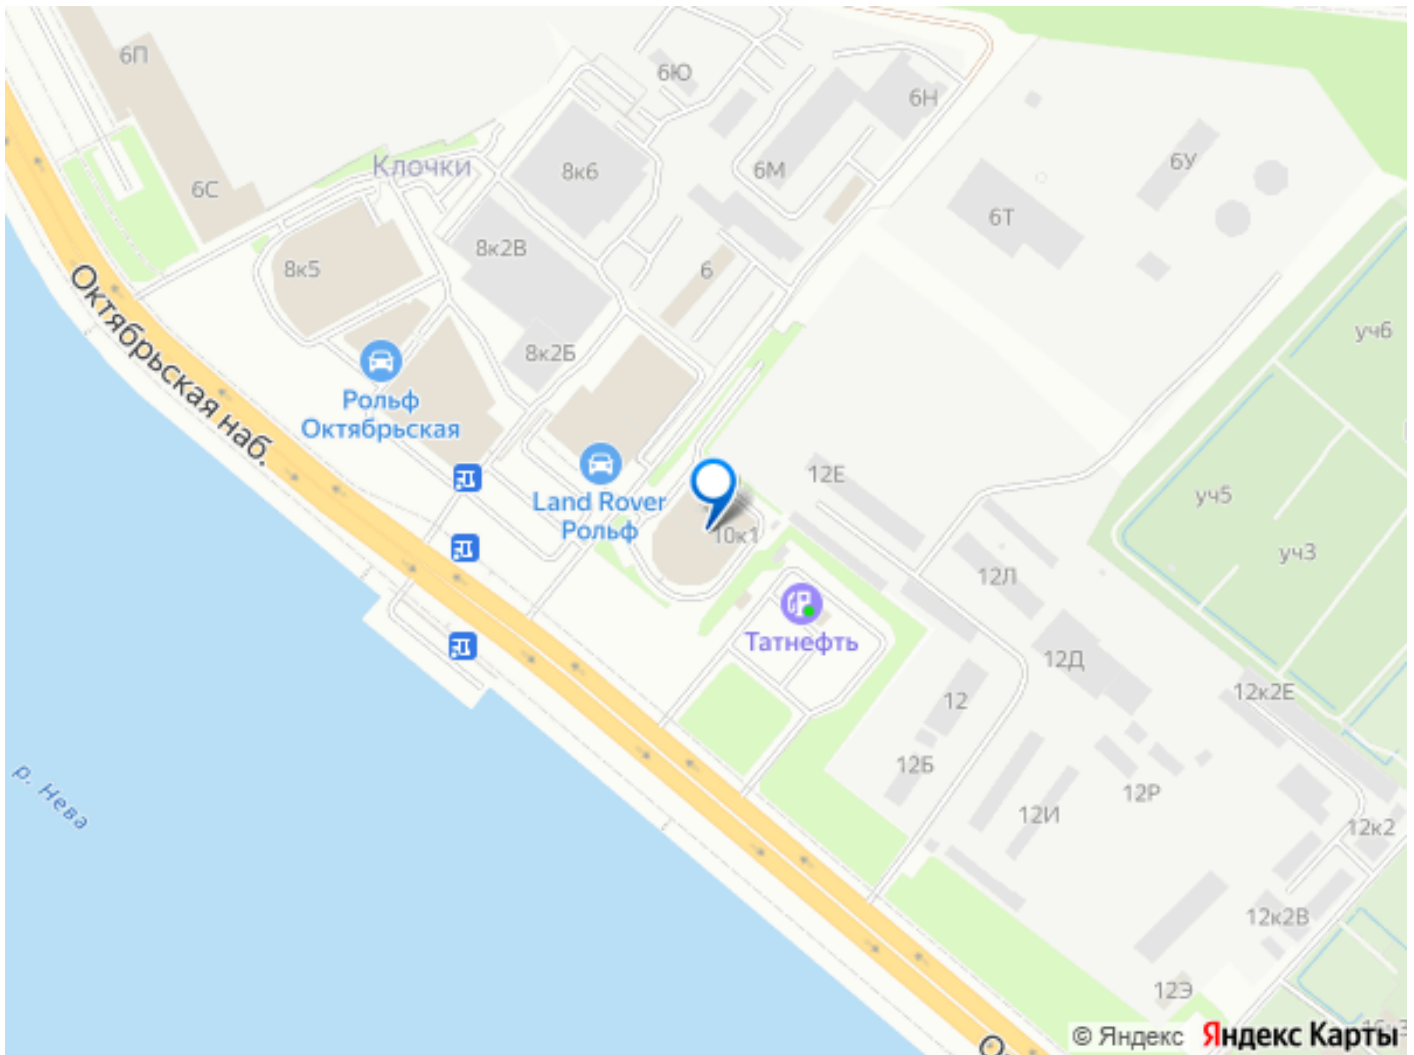 6П
6Ю
6Н
Клочки
8к6
6М
6У
6С
6Т
8к2В
8к5
6
уч6
8к2Б
Октябрьская наб.
Рольф
Октябрьская
12Е
уч5
Land Rover
Рольф
10к1
уч3
12Л
Татнефть
12Д
12
12к2Е
12Б
р. Нева
12Р
12И
12к2
12к2В
12Э
© Яндекс
Яндекс Карты